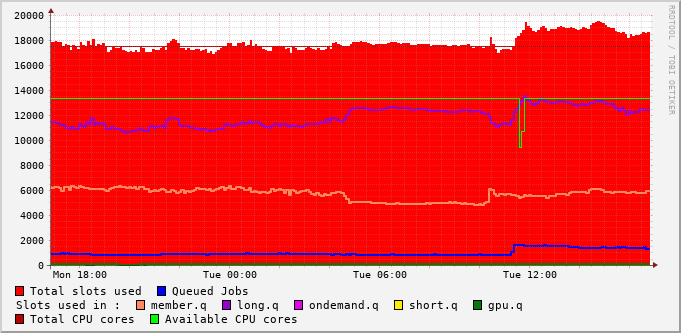 20000
18000
16000
14000
12000
10000
8000
6000
4000
2000
0
Mon 18:00 Tue 00:00 Tue 06:00 Tue 12:00
RRDTOOL / TOBI OETIKER
Total slots used Queued Jobs
Slots used in : member.q long.q ondemand.q short.q gpu.q
Total CPU cores Available CPU cores